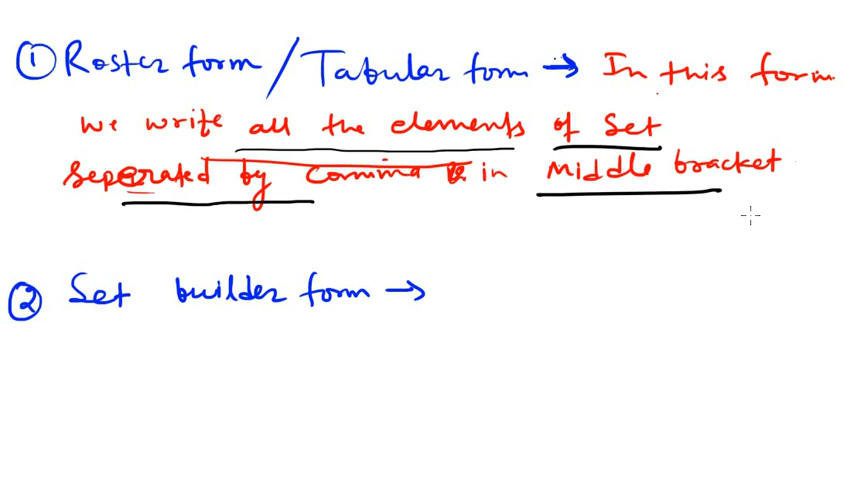 ① Roster form / Tabular form → In this form
we write all the elements of set
seperated by comma & in Middle bracket
② Set builder form →